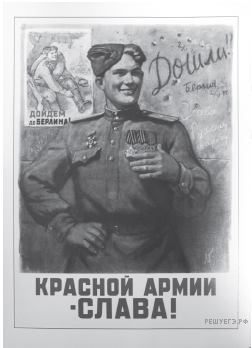 Дошли!
Берлин
ДОЙДЕМ
до БЕРЛИНА!
КРАСНОЙ АРМИИ
-СЛАВА!
РЕШУЕГЭ.РФ